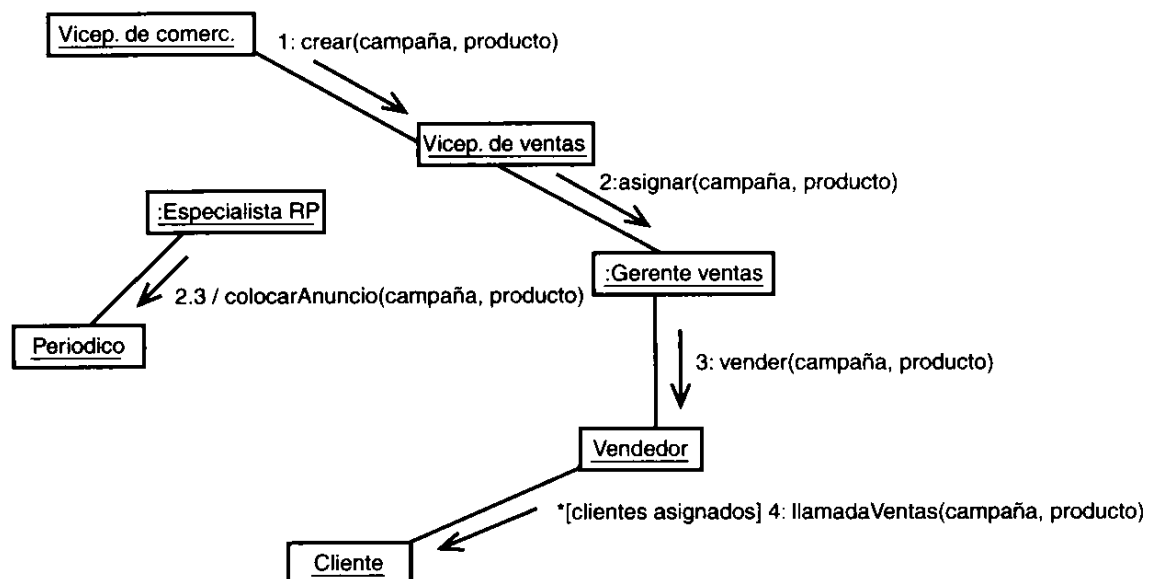 Vicep. de comerc.
1: crear(campaña, producto)
Vicep. de ventas
2:asignar(campaña, producto)
:Especialista RP
:Gerente ventas
2.3 / colocarAnuncio(campaña, producto)
Periodico
3: vender(campaña, producto)
Vendedor
*[clientes asignados] 4: llamadaVentas(campaña, producto)
Cliente